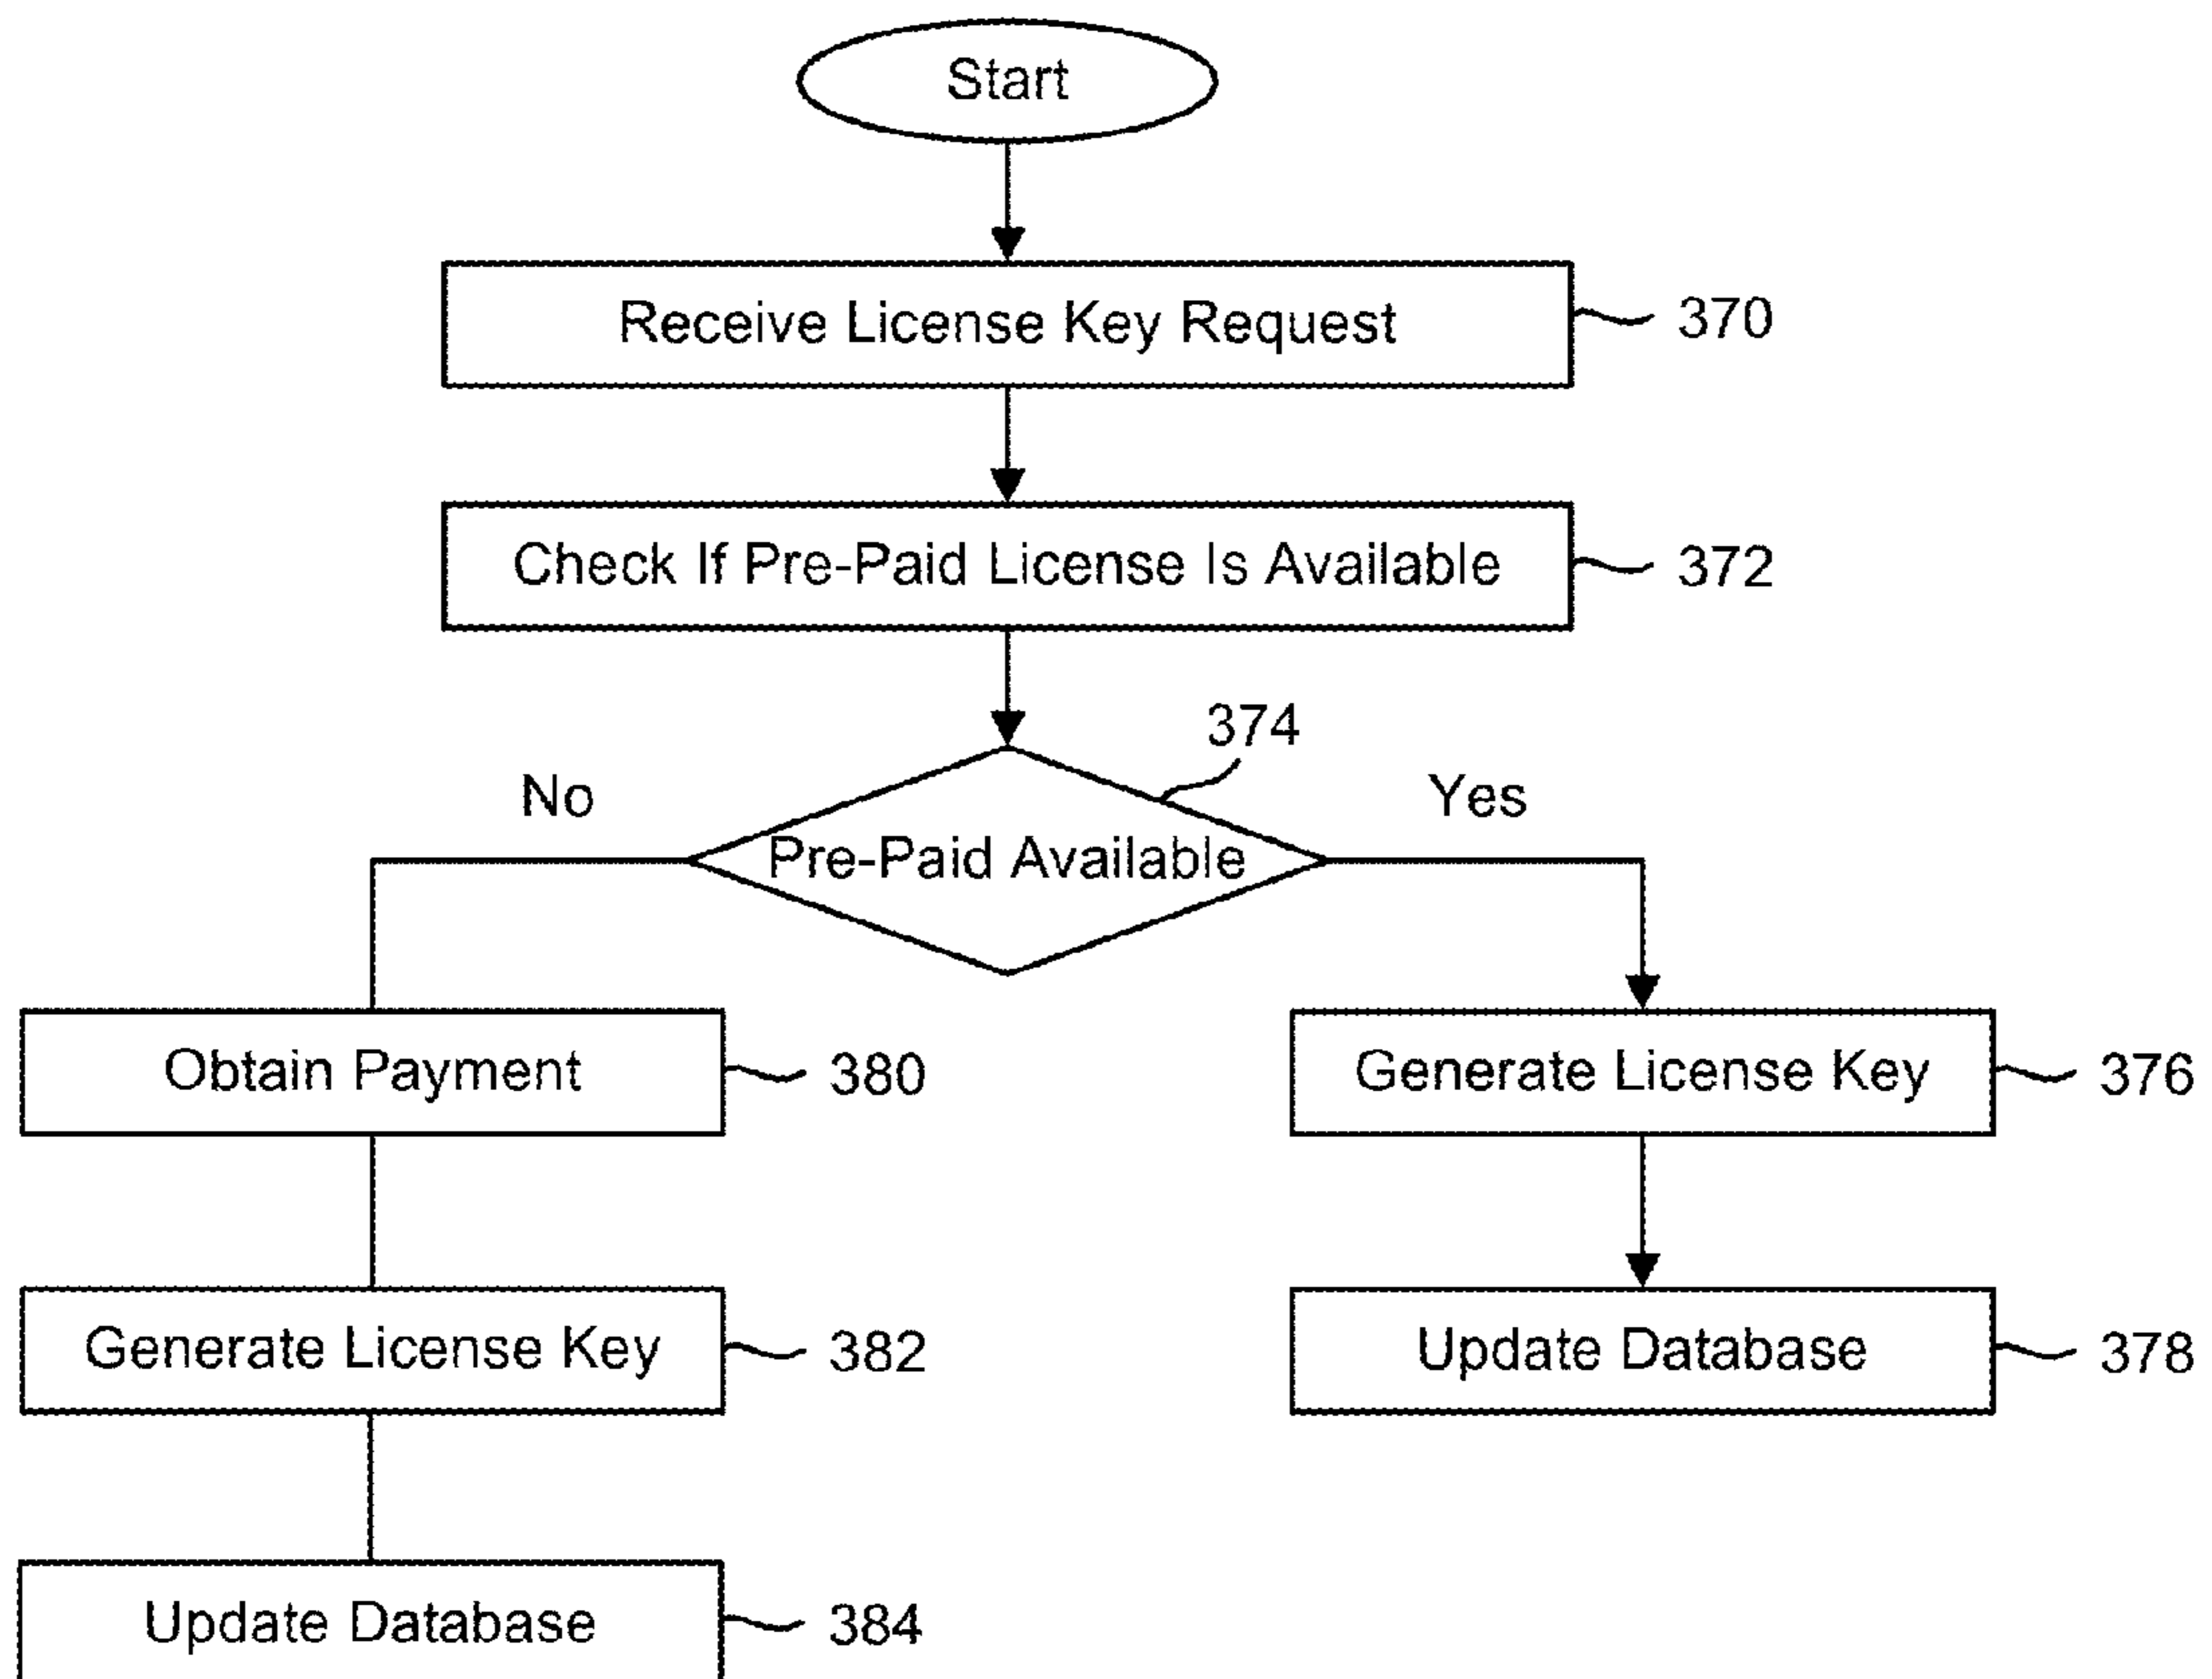 Start
Receive License Key Request
370
Check If Pre-Paid License Is Available
372
374
No
Yes
Pre-Paid Available
Obtain Payment
380
Generate License Key
376
Generate License Key
382
Update Database
378
Update Database
384